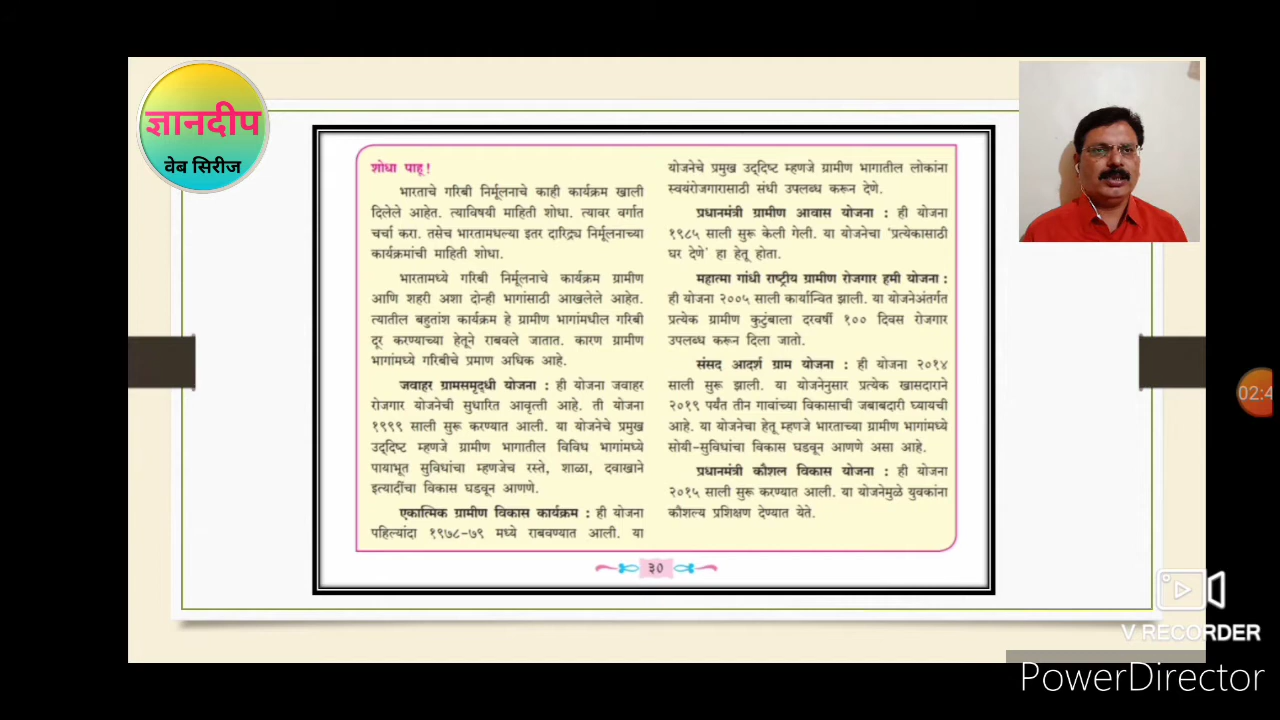 ज्ञानदीप
वेब सिरीज
शोधा पाहू!
भारताचे गरिबी निर्मूलनाचे काही कार्यक्रम खाली
दिलेले आहेत. त्याविषयी माहिती शोधा. त्यावर वर्गात
चर्चा करा. तसेच भारतामधल्या इतर दारिद्र्य निर्मूलनाच्या
कार्यक्रमांची माहिती शोधा.
भारतामध्ये गरिबी निर्मूलनाचे कार्यक्रम ग्रामीण
आणि शहरी अशा दोन्ही भागांसाठी आखलेले आहेत.
त्यातील बहुतांश कार्यक्रम हे ग्रामीण भागांमधील गरिबी
दूर करण्याच्या हेतूने राबवले जातात. कारण ग्रामीण
भागांमध्ये गरिबीचे प्रमाण अधिक आहे.
जवाहर ग्रामसमृद्धी योजना : ही योजना जवाहर
रोजगार योजनेची सुधारित आवृत्ती आहे. ती योजना
१९९९ साली सुरू करण्यात आली. या योजनेचे प्रमुख
उद्दिष्ट म्हणजे ग्रामीण भागातील विविध भागांमध्ये
पायाभूत सुविधांचा म्हणजेच रस्ते, शाळा, दवाखाने
इत्यादींचा विकास घडवून आणणे.
एकात्मिक ग्रामीण विकास कार्यक्रम : ही योजना
पहिल्यांदा १९७८-७९ मध्ये राबवण्यात आली. या
योजनेचे प्रमुख उद्दिष्ट म्हणजे ग्रामीण भागातील लोकांना
स्वयंरोजगारासाठी संधी उपलब्ध करून देणे.
प्रधानमंत्री ग्रामीण आवास योजना : ही योजना
१९८५ साली सुरू केली गेली. या योजनेचा 'प्रत्येकासाठी
घर देणे' हा हेतू होता.
महात्मा गांधी राष्ट्रीय ग्रामीण रोजगार हमी योजना :
ही योजना २००५ साली कार्यान्वित झाली. या योजनेअंतर्गत
प्रत्येक ग्रामीण कुटुंबाला दरवर्षी १०० दिवस रोजगार
उपलब्ध करून दिला जातो.
संसद आदर्श ग्राम योजना : ही योजना २०१४
साली सुरू झाली. या योजनेनुसार प्रत्येक खासदाराने
२०१९ पर्यंत तीन गावांच्या विकासाची जबाबदारी घ्यायची
आहे. या योजनेचा हेतू म्हणजे भारताच्या ग्रामीण भागांमध्ये
सोयी-सुविधांचा विकास घडवून आणणे असा आहे.
प्रधानमंत्री कौशल विकास योजना : ही योजना
२०१५ साली सुरू करण्यात आली. या योजनेमुळे युवकांना
कौशल्य प्रशिक्षण देण्यात येते.
३०
02:4
V RECORDER
PowerDirector